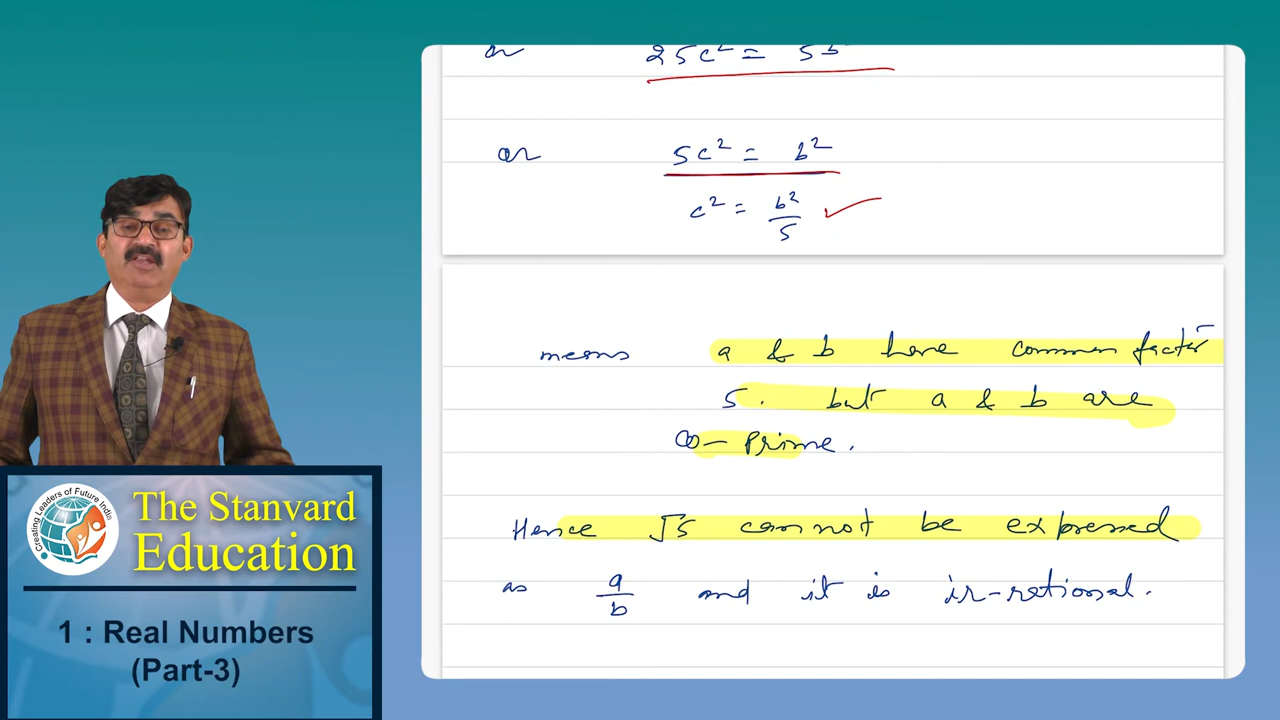 or 25c² = 5b²
or 5c² = b²
c² = b²/5
means a & b have common factor
5. but a & b are
co-prime.
Hence √5 cannot be expressed
as a/b and it is ir-rational.
Creating Leaders of Future India
The Stanvard
Education
1 : Real Numbers
(Part-3)